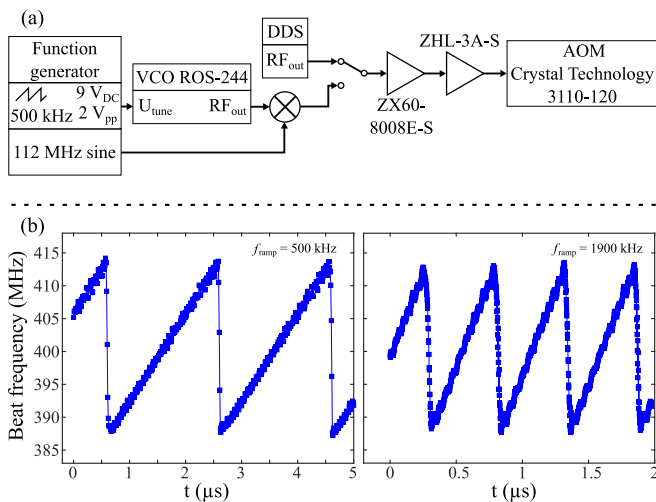 (a)
Function
generator
9 V_DC
500 kHz 2 V_pp
112 MHz sine
VCO ROS-244
U_tune RF_out
DDS
RF_out
ZX60-
8008E-S
ZHL-3A-S
AOM
Crystal Technology
3110-120
(b)
Beat frequency (MHz)
415
410
405
400
395
390
385
f_ramp = 500 kHz
0 1 2 3 4 5
t (µs)
f_ramp = 1900 kHz
0 0.5 1 1.5 2
t (µs)